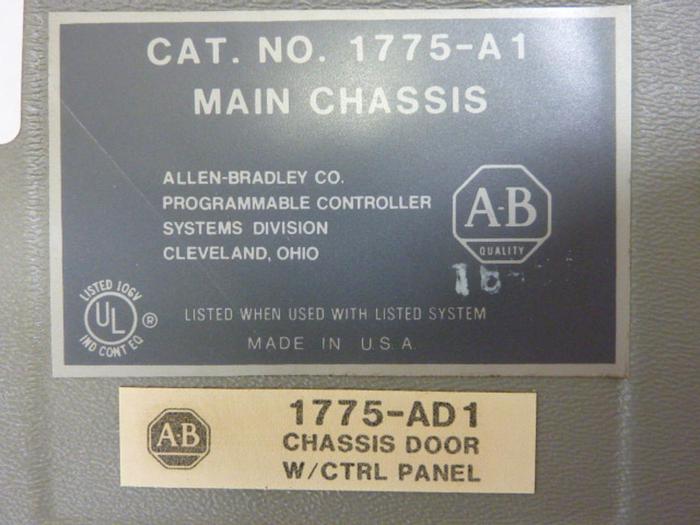 CAT. NO. 1775-A1
MAIN CHASSIS
ALLEN-BRADLEY CO.
PROGRAMMABLE CONTROLLER
SYSTEMS DIVISION
CLEVELAND, OHIO
A-B
QUALITY
LISTED 106V
UL ®
IND CONT EQ
LISTED WHEN USED WITH LISTED SYSTEM
MADE IN U.S.A.
A-B
1775-AD1
CHASSIS DOOR
W/CTRL PANEL